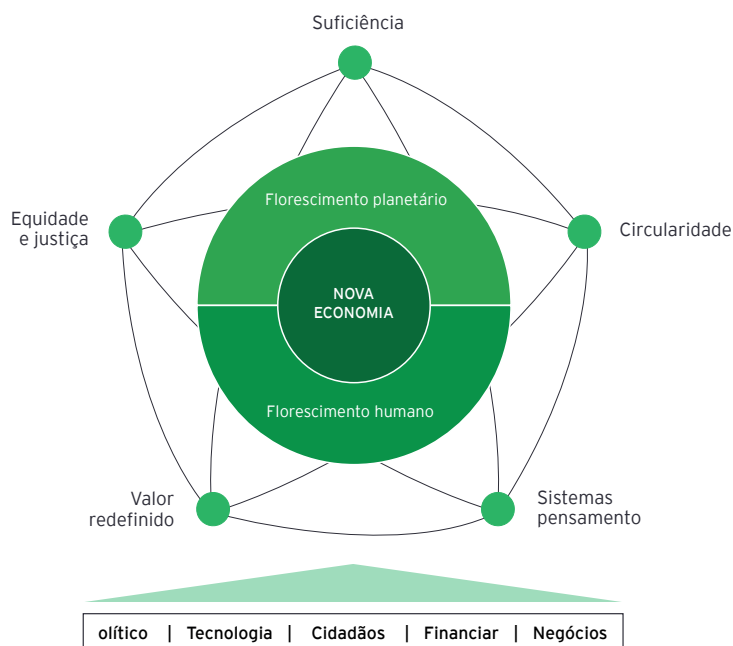 Suficiência
Florescimento planetário
Equidade
e justiça
Circularidade
NOVA
ECONOMIA
Florescimento humano
Valor
redefinido
Sistemas
pensamento
olítico | Tecnologia | Cidadãos | Financiar | Negócios